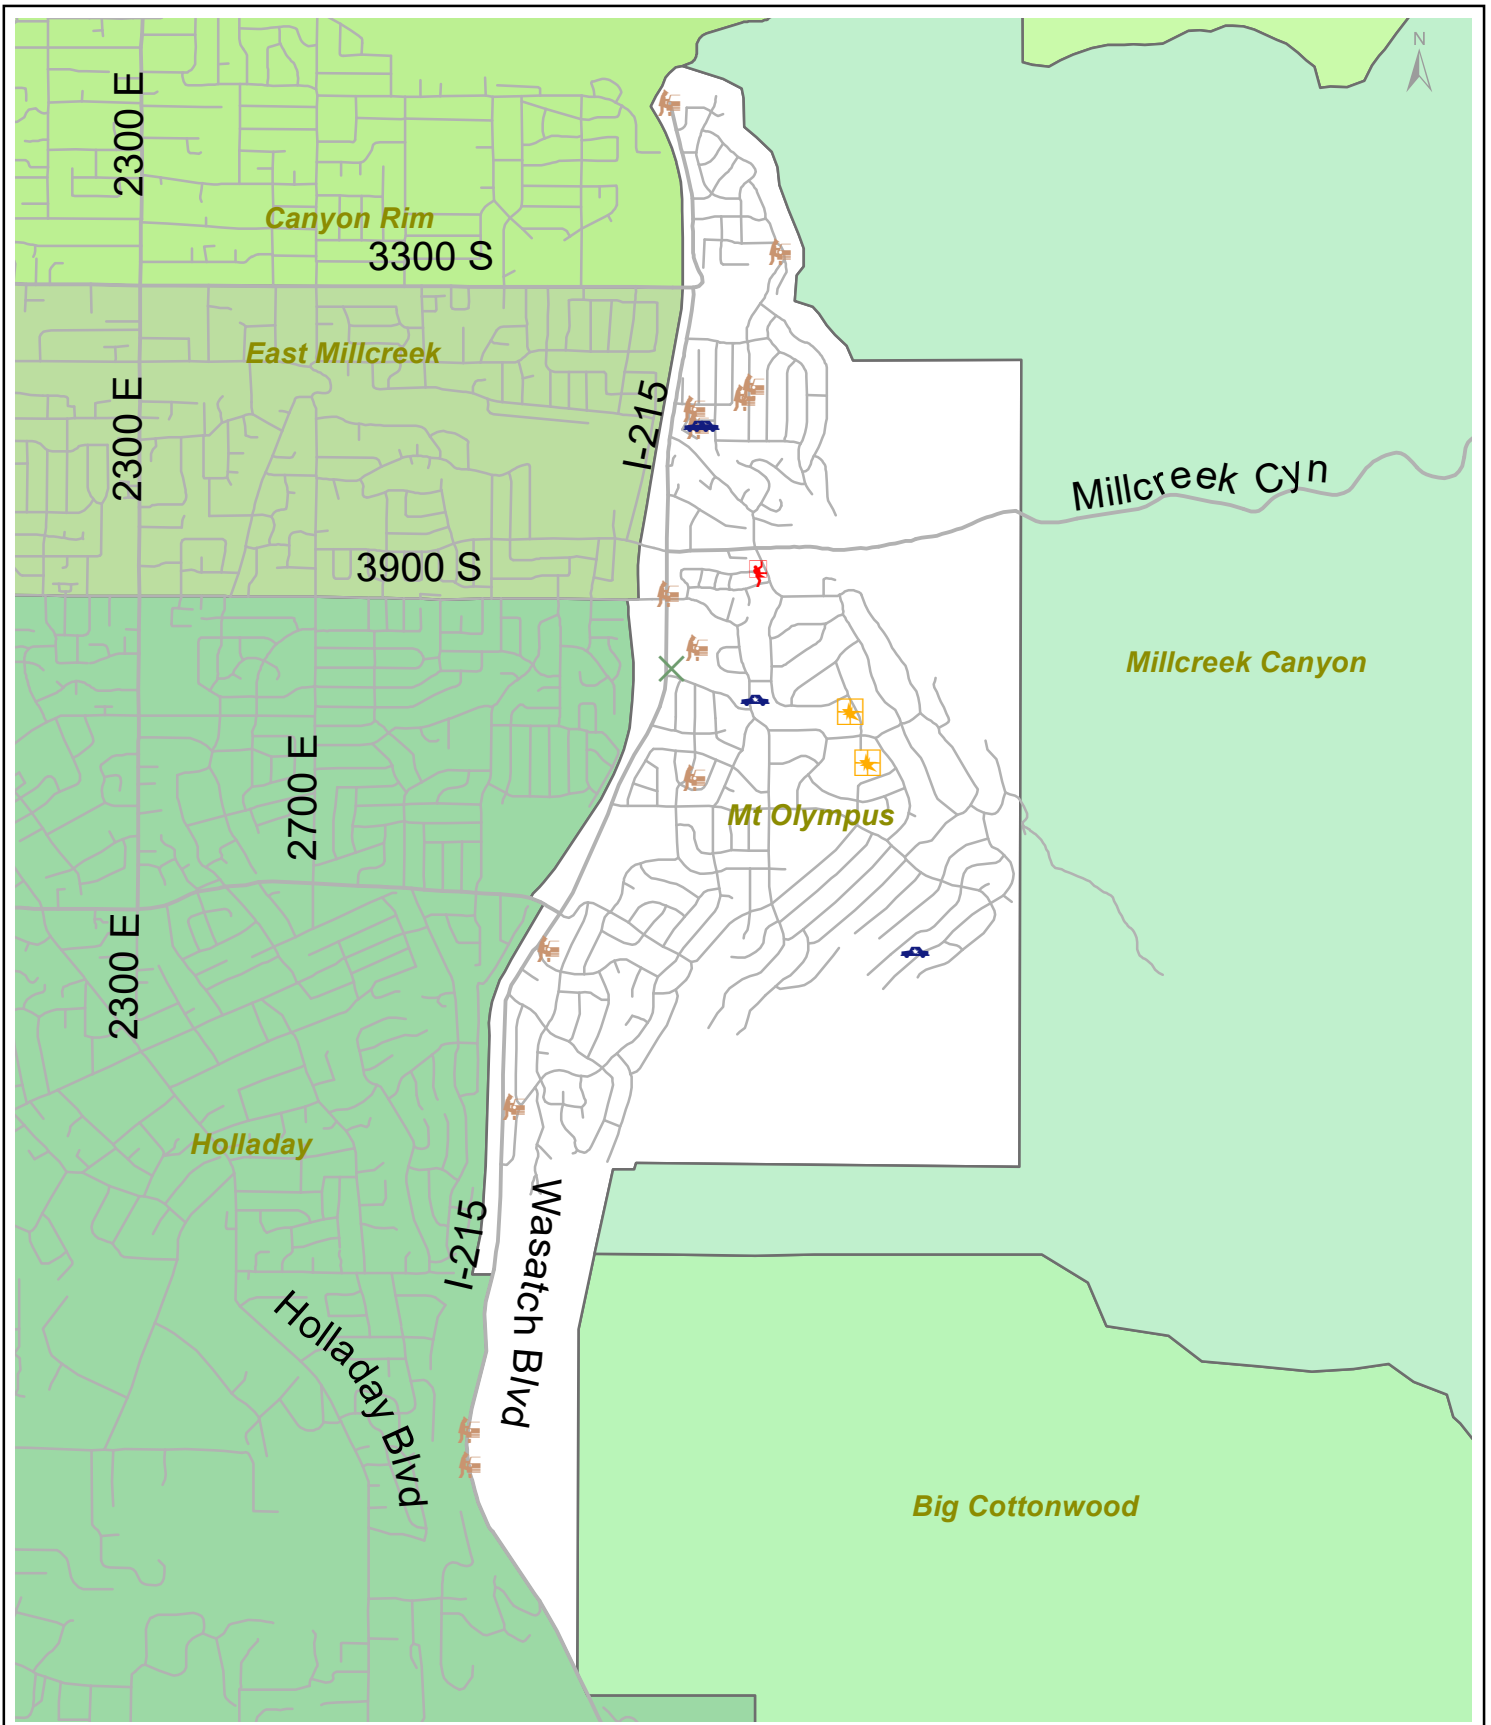 N
2300 E
Canyon Rim
3300 S
East Millcreek
2300 E
I-215
Millcreek Cyn
3900 S
Millcreek Canyon
2700 E
Mt Olympus
2300 E
Holladay
I-215
Wasatch Blvd
Holladay Blvd
Big Cottonwood